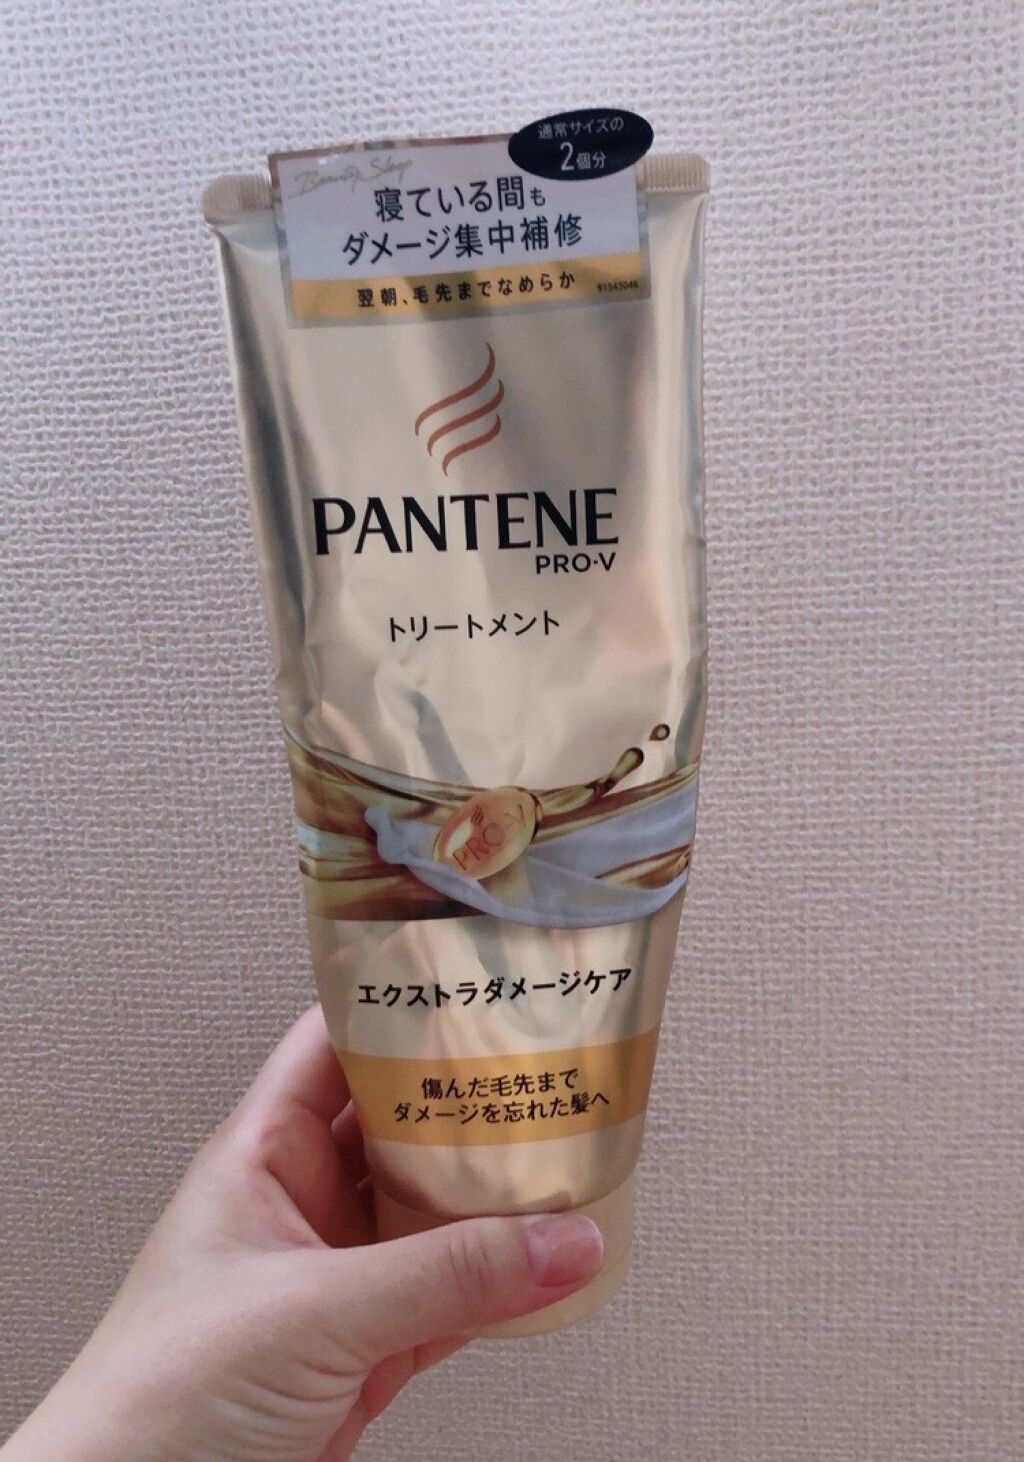 通常サイズの
2個分
Beauty Sleep
寝ている間も
ダメージ集中補修
翌朝、毛先までなめらか
91545046
PANTENE
PRO-V
トリートメント
PRO-V
エクストラダメージケア
傷んだ毛先まで
ダメージを忘れた髪へ